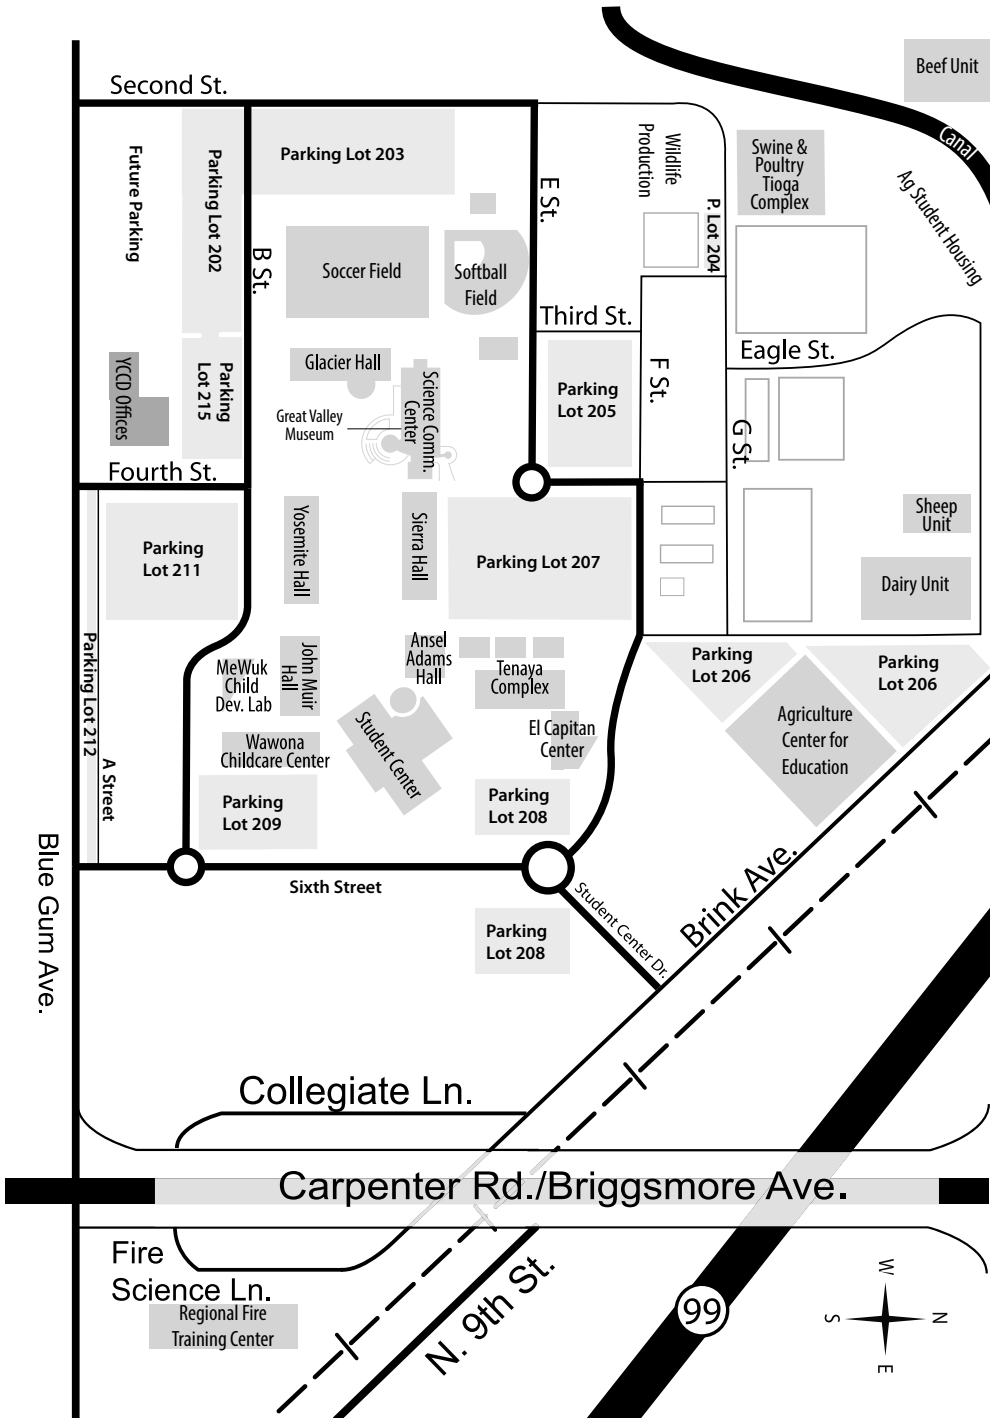 Beef Unit
Second St.
Canal
Wildlife
Production
Swine &
Poultry
Tioga
Complex
Parking Lot 203
Future Parking
Parking Lot 202
E St.
P. Lot 204
Ag Student Housing
B St.
Soccer Field
Softball
Field
Third St.
Eagle St.
Glacier Hall
YCCD Offices
Parking
Lot 215
Science Comm.
Center
Parking
Lot 205
F St.
G St.
Great Valley
Museum
Fourth St.
Yosemite Hall
Sierra Hall
Sheep
Unit
Parking
Lot 211
Parking Lot 207
Dairy Unit
Parking Lot 212
MeWuk
Child
Dev. Lab
John Muir
Hall
Ansel
Adams
Hall
Tenaya
Complex
Parking
Lot 206
Parking
Lot 206
Student Center
El Capitan
Center
Agriculture
Center for
Education
Wawona
Childcare Center
A Street
Parking
Lot 209
Parking
Lot 208
Blue Gum Ave.
Sixth Street
Student Center Dr.
Brink Ave.
Parking
Lot 208
Collegiate Ln.
Carpenter Rd./Briggsmore Ave.
Fire
Science Ln.
Regional Fire
Training Center
N. 9th St.
99
W
N
S
E